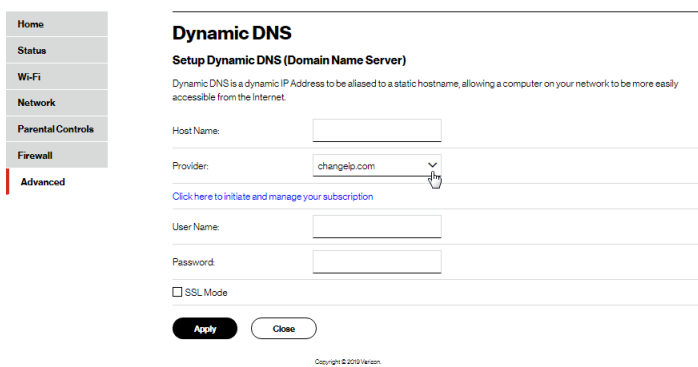 Home
Status
Wi-Fi
Network
Parental Controls
Firewall
Advanced
Dynamic DNS
Setup Dynamic DNS (Domain Name Server)
Dynamic DNS is a dynamic IP Address to be aliased to a static hostname, allowing a computer on your network to be more easily
accessible from the Internet.
Host Name:
Provider: changeip.com
Click here to initiate and manage your subscription
User Name:
Password:
SSL Mode
Apply Close
Copyright © 2019 Verizon